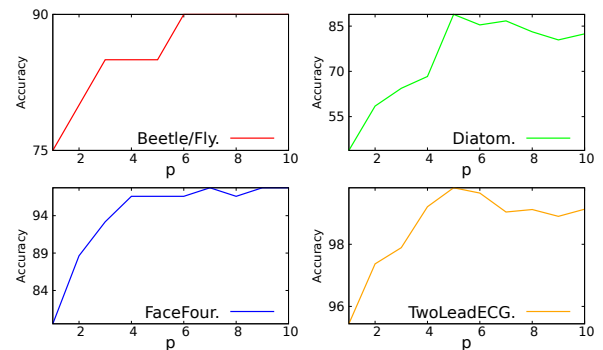 90
75
Accuracy
Beetle/Fly.
2
4
6
8
10
p
85
70
55
Accuracy
Diatom.
2
4
6
8
10
p
94
89
84
Accuracy
FaceFour.
2
4
6
8
10
p
98
96
Accuracy
TwoLeadECG.
2
4
6
8
10
p